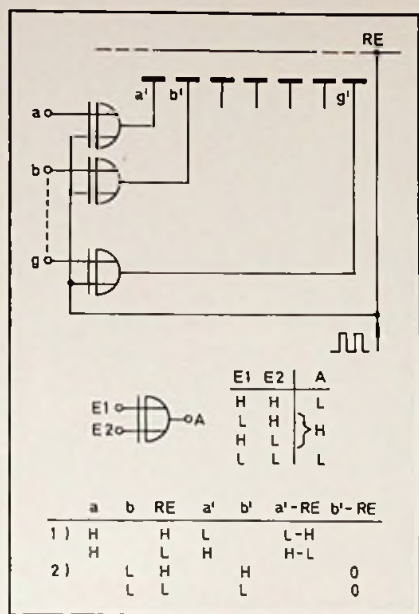 RE
a' b' g'
a
b
g
E1 E2 A
H H L
L H
H
H L
L L L
E1
A
E2
a b RE a' b' a'-RE b'-RE
1) H H L L-H
H L H H-L
2) L H H 0
L L L 0